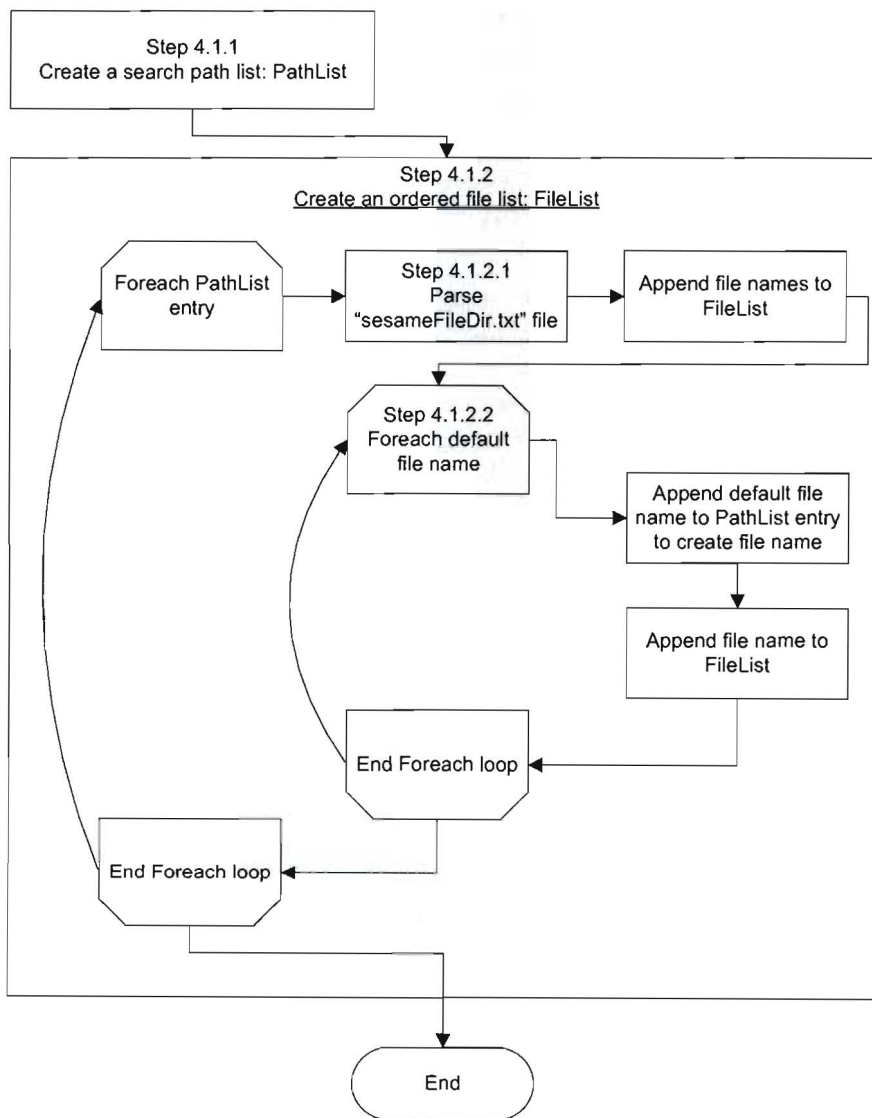 Step 4.1.1
Create a search path list: PathList
Step 4.1.2
Create an ordered file list: FileList
Foreach PathList
entry
Step 4.1.2.1
Parse
“sesameFileDir.txt” file
Append file names to
FileList
Step 4.1.2.2
Foreach default
file name
Append default file
name to PathList entry
to create file name
Append file name to
FileList
End Foreach loop
End Foreach loop
End